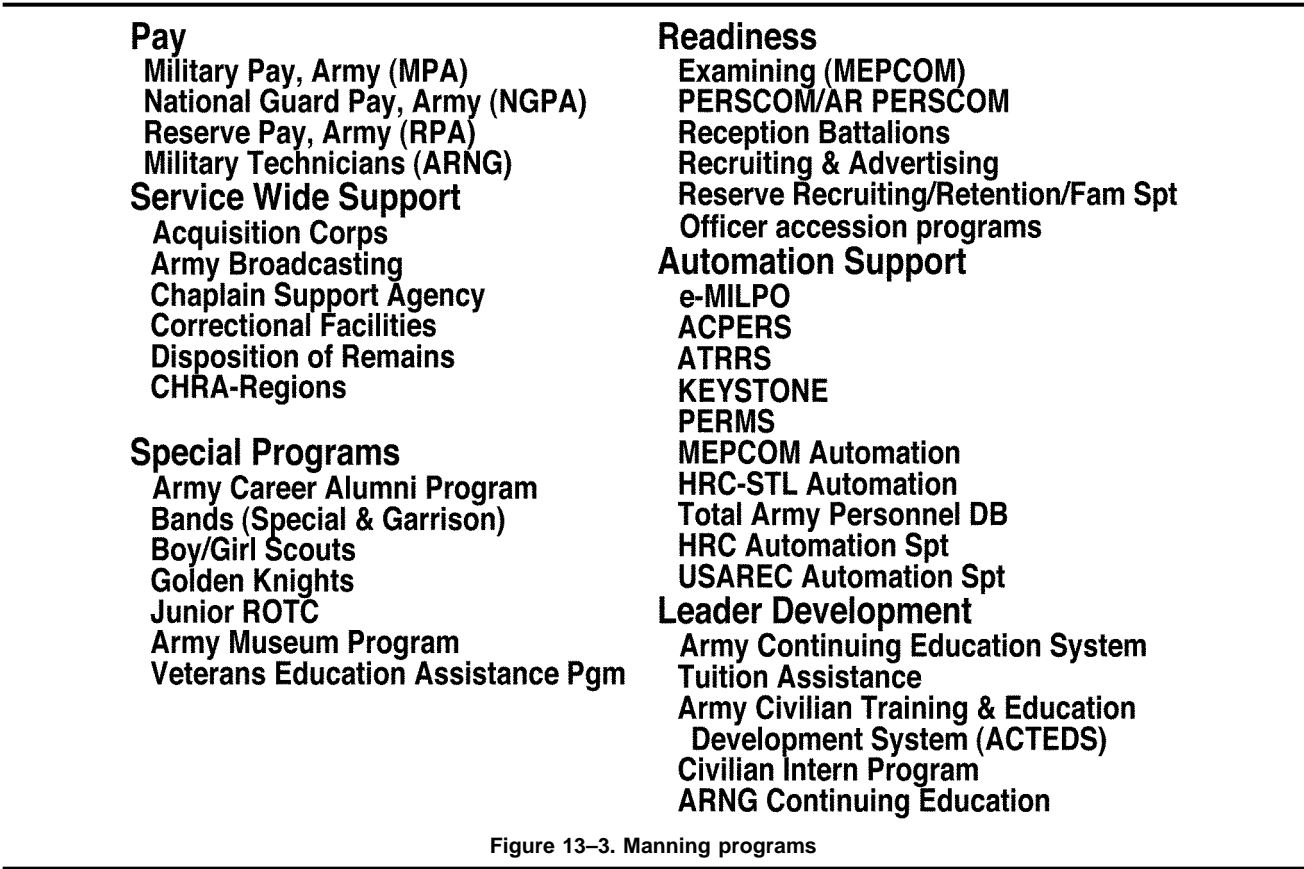 Pay
Military Pay, Army (MPA)
National Guard Pay, Army (NGPA)
Reserve Pay, Army (RPA)
Military Technicians (ARNG)
Service Wide Support
Acquisition Corps
Army Broadcasting
Chaplain Support Agency
Correctional Facilities
Disposition of Remains
CHRA-Regions
Special Programs
Army Career Alumni Program
Bands (Special & Garrison)
Boy/Girl Scouts
Golden Knights
Junior ROTC
Army Museum Program
Veterans Education Assistance Pgm
Readiness
Examining (MEPCOM)
PERSCOM/AR PERSCOM
Reception Battalions
Recruiting & Advertising
Reserve Recruiting/Retention/Fam Spt
Officer accession programs
Automation Support
e-MILPO
ACPERS
ATRRS
KEYSTONE
PERMS
MEPCOM Automation
HRC-STL Automation
Total Army Personnel DB
HRC Automation Spt
USAREC Automation Spt
Leader Development
Army Continuing Education System
Tuition Assistance
Army Civilian Training & Education
Development System (ACTEDS)
Civilian Intern Program
ARNG Continuing Education
Figure 13–3. Manning programs